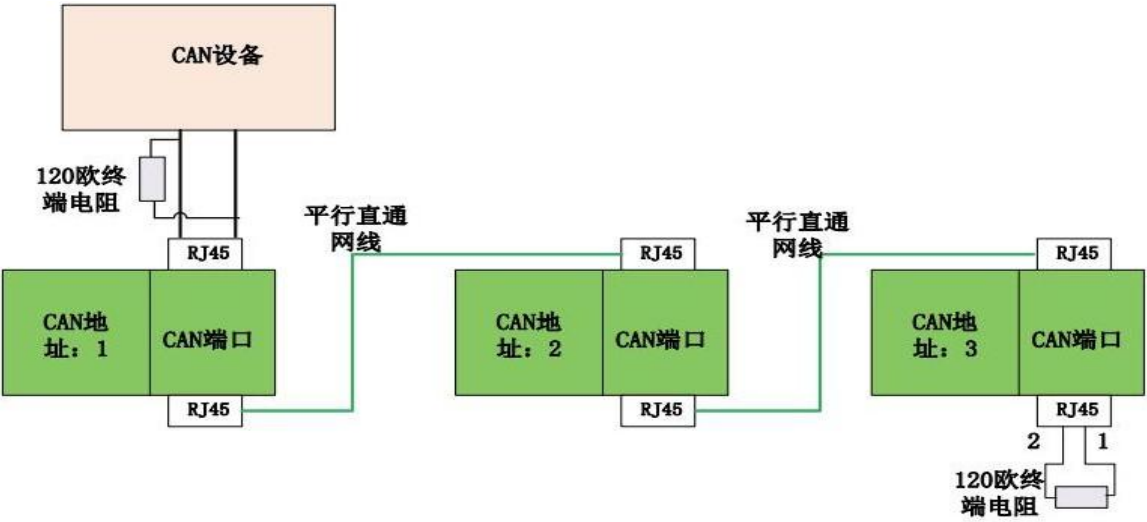 CAN设备
120欧终
端电阻
平行直通
网线
平行直通
网线
RJ45
RJ45
RJ45
CAN地
址：1
CAN端口
CAN地
址：2
CAN端口
CAN地
址：3
CAN端口
RJ45
RJ45
RJ45
2
1
120欧终
端电阻